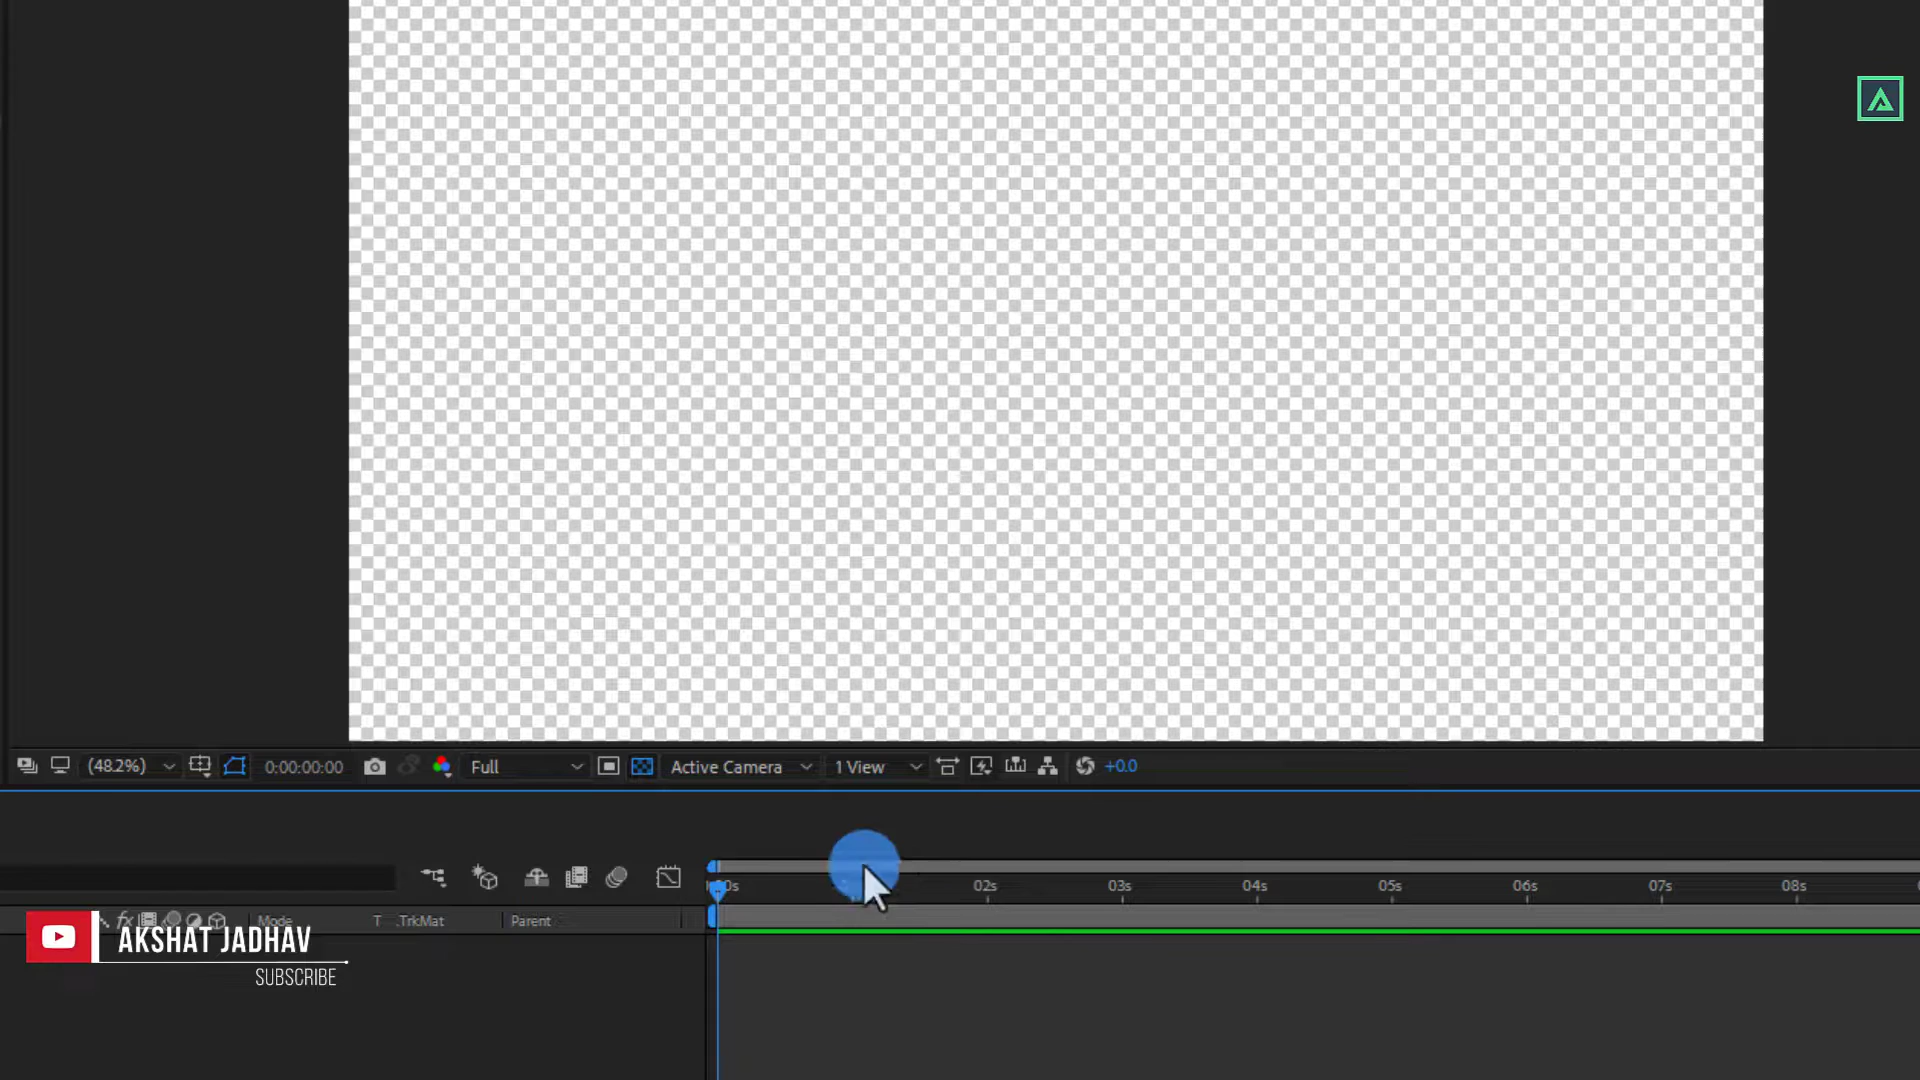 (48.2%) 0:00:00:00 Full Active Camera 1 View +0.0
02s 03s 04s 05s 06s 07s 08s
fx Mode T .TrkMat Parent
AKSHAT JADHAV
SUBSCRIBE